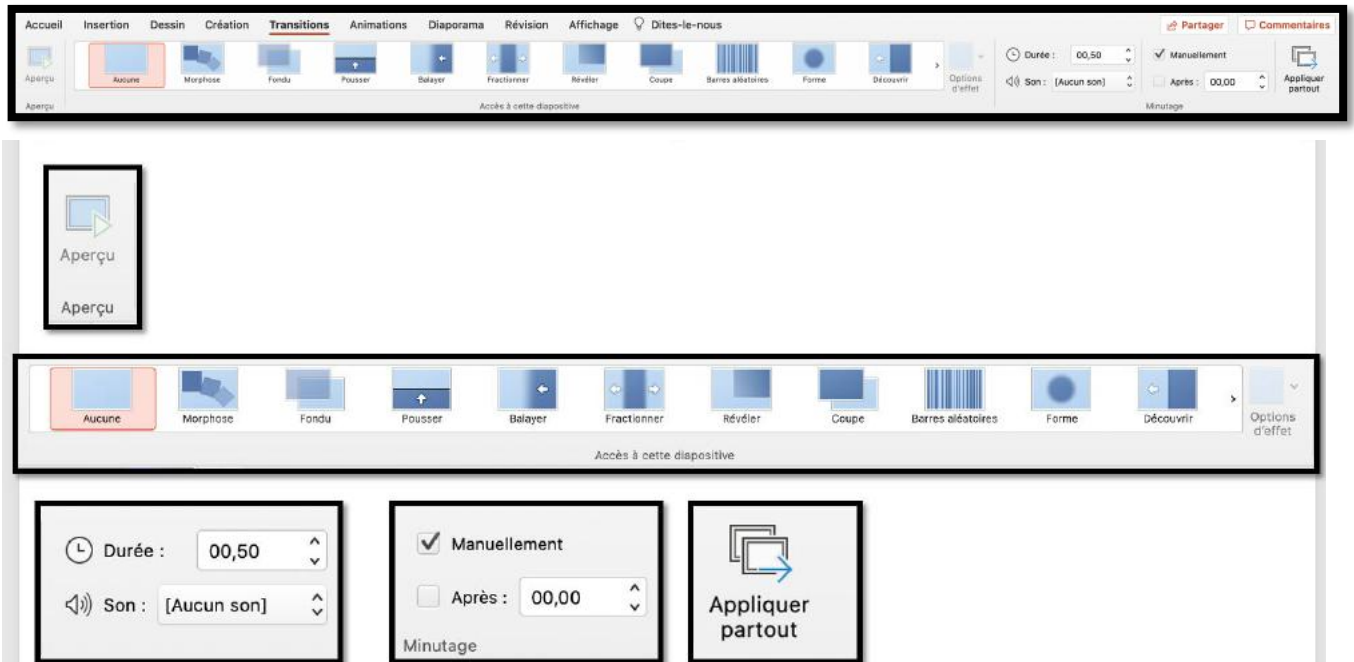 Accueil Insertion Dessin Création Transitions Animations Diaporama Révision Affichage Dites-le-nous Partager Commentaires
Aperçu Aucune Morphose Fondu Pousser Balayer Fractionner Révéler Coupe Barres aléatoires Forme Découvrir Options d'effet
Durée : 00,50 Manuellement
Son : [Aucun son] Après : 00,00
Appliquer partout
Aperçu Accès à cette diapositive Minutage
Aperçu
Aperçu
Aucune Morphose Fondu Pousser Balayer Fractionner Révéler Coupe Barres aléatoires Forme Découvrir
Options
d'effet
Accès à cette diapositive
Durée : 00,50
Son : [Aucun son]
Manuellement
Après : 00,00
Minutage
Appliquer
partout